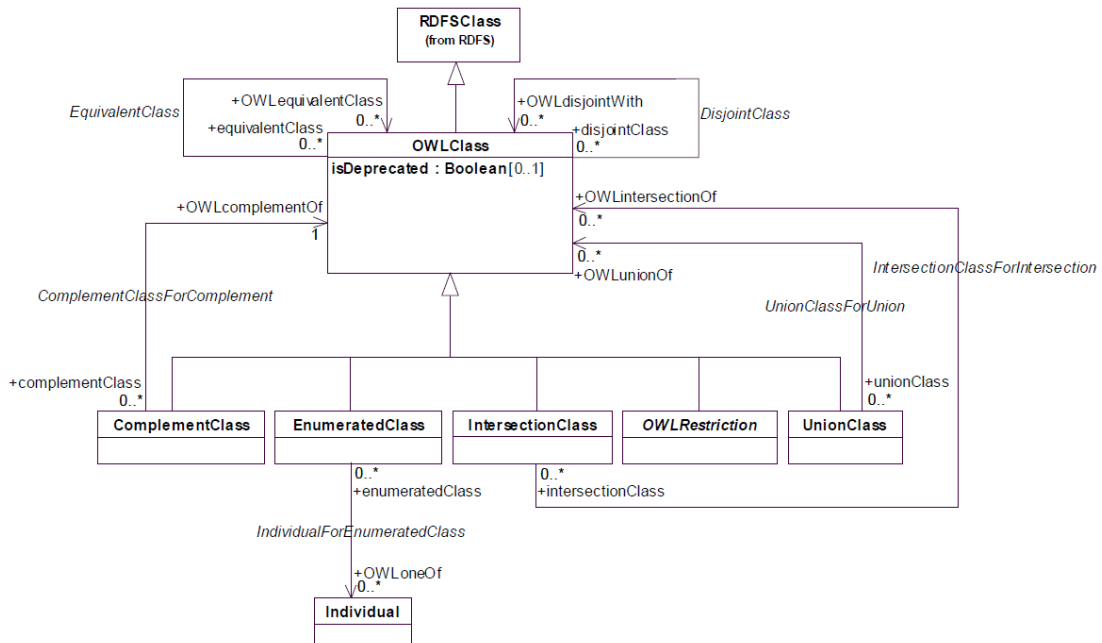 RDFSClass
(from RDFS)
EquivalentClass
+OWLequivalentClass
0..*
+equivalentClass
0..*
+OWLdisjointWith
0..*
+disjointClass
0..*
DisjointClass
OWLClass
isDeprecated : Boolean[0..1]
+OWLcomplementOf
1
+OWLintersectionOf
0..*
0..*
+OWLunionOf
IntersectionClassForIntersection
ComplementClassForComplement
UnionClassForUnion
+complementClass
0..*
+unionClass
0..*
ComplementClass
EnumeratedClass
IntersectionClass
OWLRestriction
UnionClass
0..*
+enumeratedClass
0..*
+intersectionClass
IndividualForEnumeratedClass
+OWLoneOf
0..*
Individual